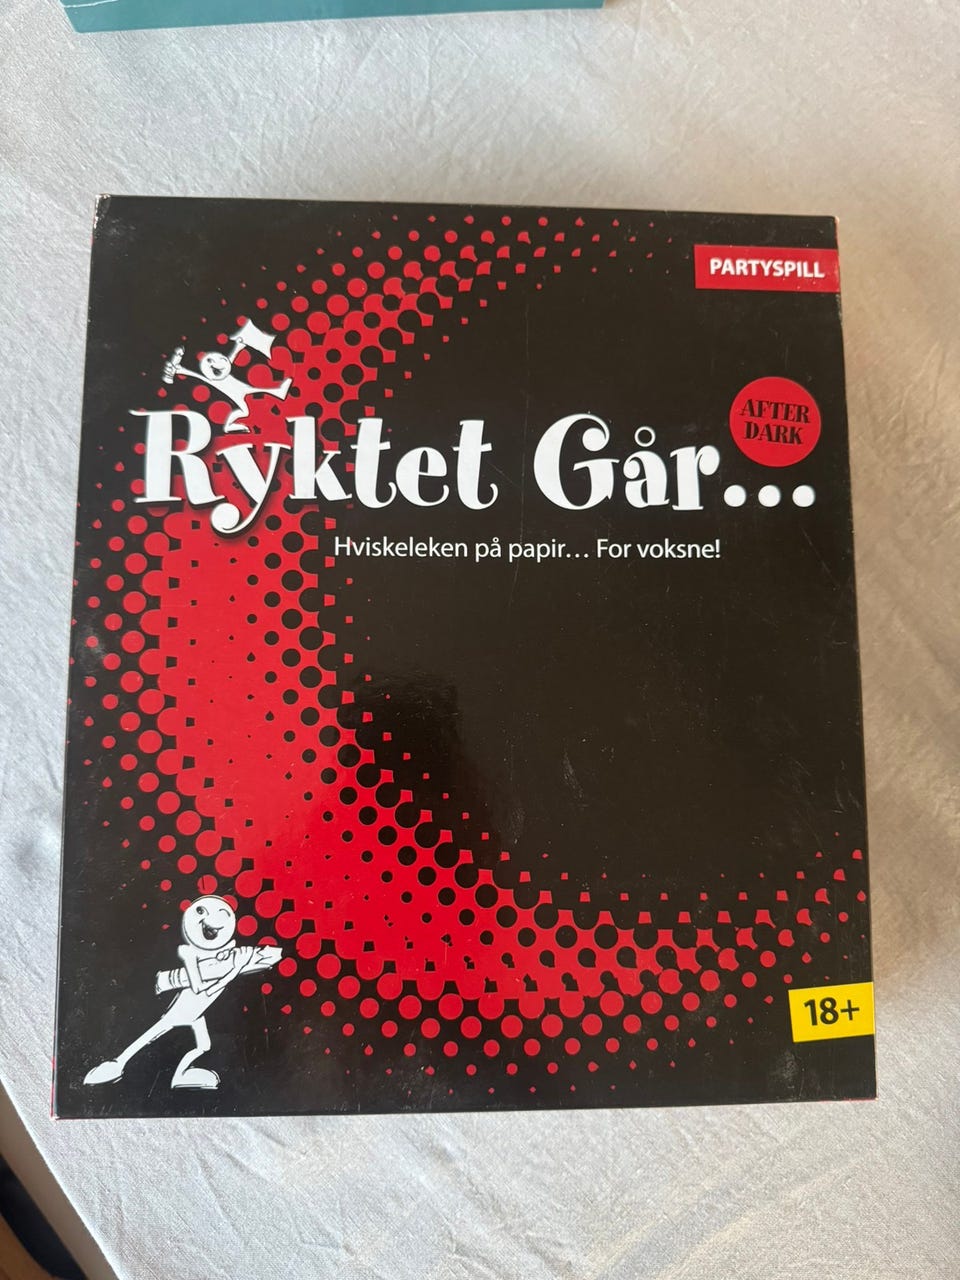 PARTYSPILL
AFTER
DARK
Ryktet Går...
Hviskeleken på papir... For voksne!
18+